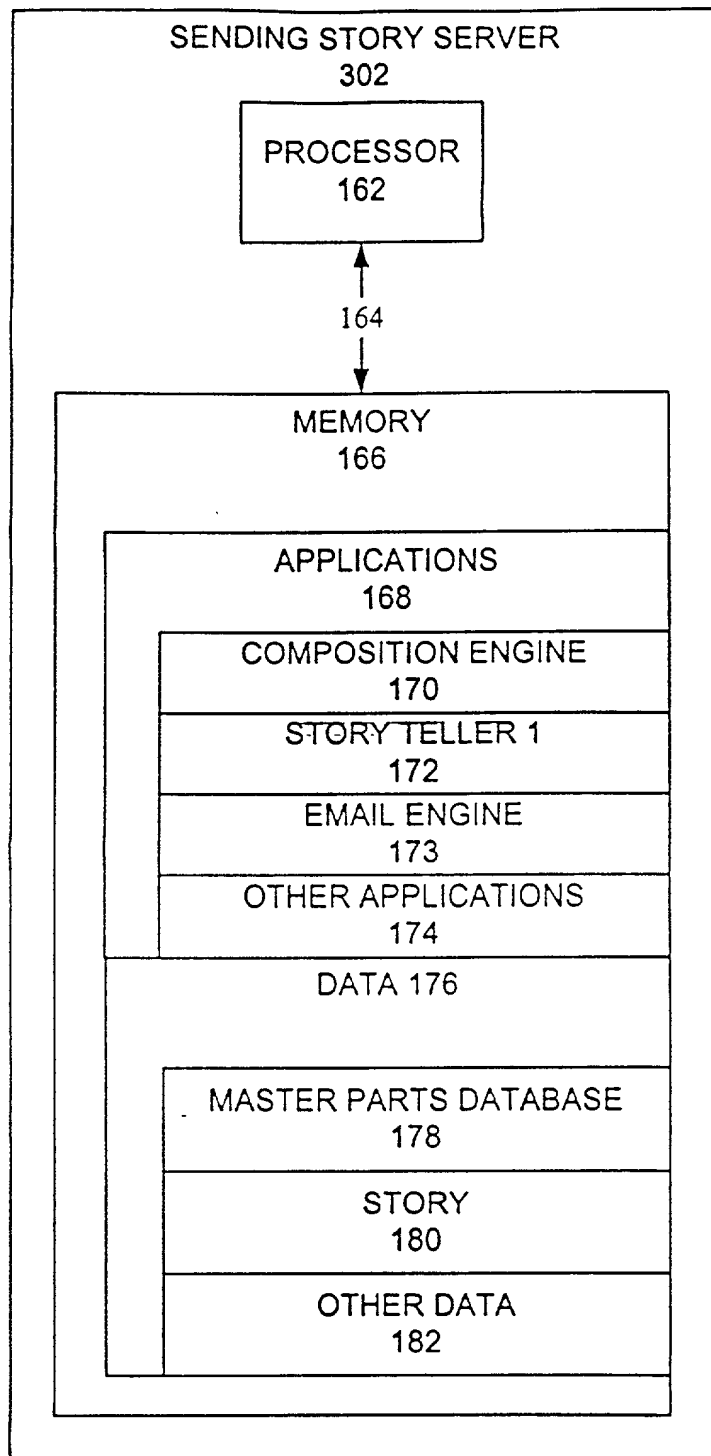 SENDING STORY SERVER
302
PROCESSOR
162
164
MEMORY
166
APPLICATIONS
168
COMPOSITION ENGINE
170
STORY TELLER 1
172
EMAIL ENGINE
173
OTHER APPLICATIONS
174
DATA 176
MASTER PARTS DATABASE
178
STORY
180
OTHER DATA
182